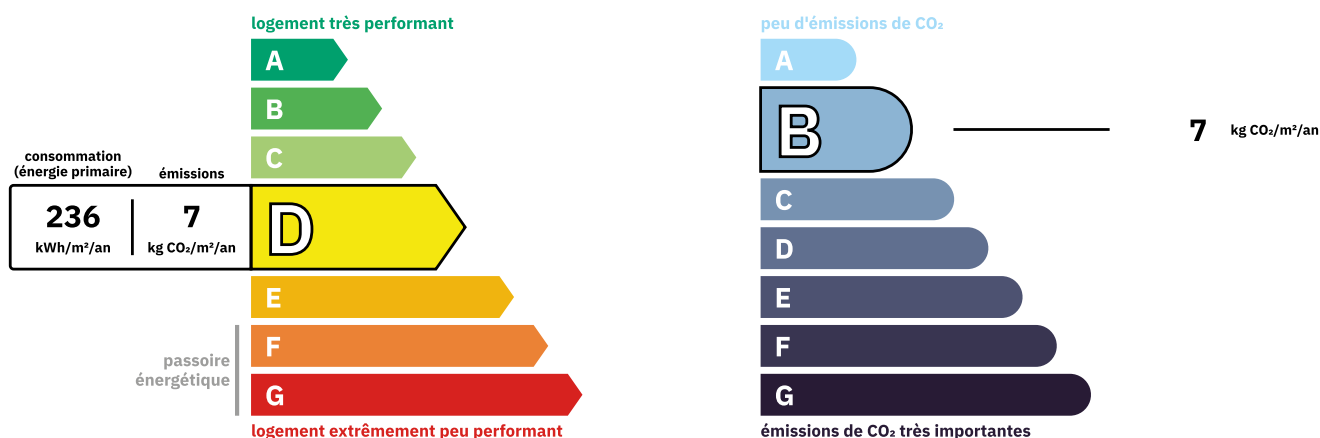 logement très performant
A
B
C
consommation
(énergie primaire)
émissions
236
kWh/m²/an
7
kg CO₂/m²/an
D
E
F
G
passoire
énergétique
logement extrêmement peu performant
peu d'émissions de CO₂
A
B
7 kg CO₂/m²/an
C
D
E
F
G
émissions de CO₂ très importantes